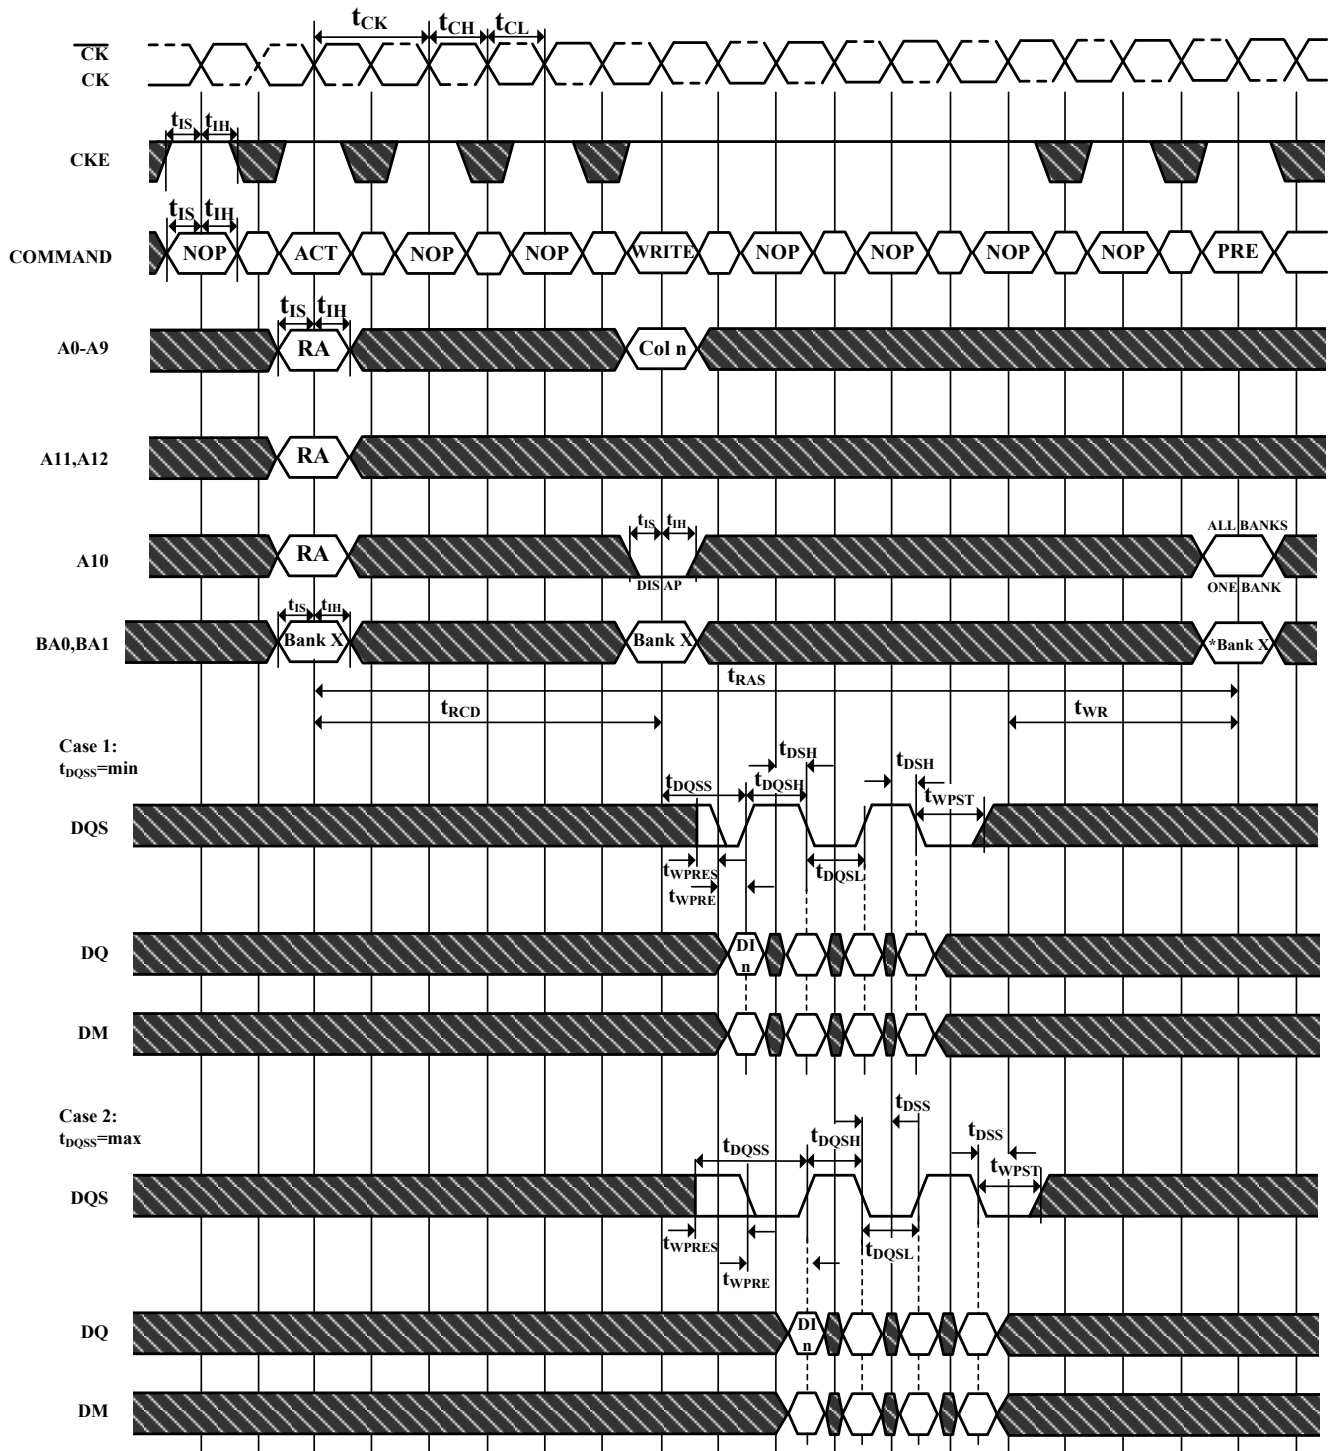 tCK tCH tCL
CK
CK
tIS tIH
CKE
tIS tIH
COMMAND NOP ACT NOP NOP WRITE NOP NOP NOP NOP PRE
tIS tIH
A0-A9 RA Col n
A11,A12 RA
tIS tIH ALL BANKS
A10 RA
DIS AP ONE BANK
tIS tIH
BA0,BA1 Bank X Bank X *Bank X
tRAS
tRCD tWR
Case 1:
tDQSS=min
tDSH tDSH
tDQSS tDQSH tWPST
DQS
tWPRES tDQSL
tWPRE
DQ DI
n
DM
Case 2:
tDQSS=max
tDSS
tDQSS tDQSH tDSS
tWPST
DQS
tWPRES tDQSL
tWPRE
DQ DI
n
DM